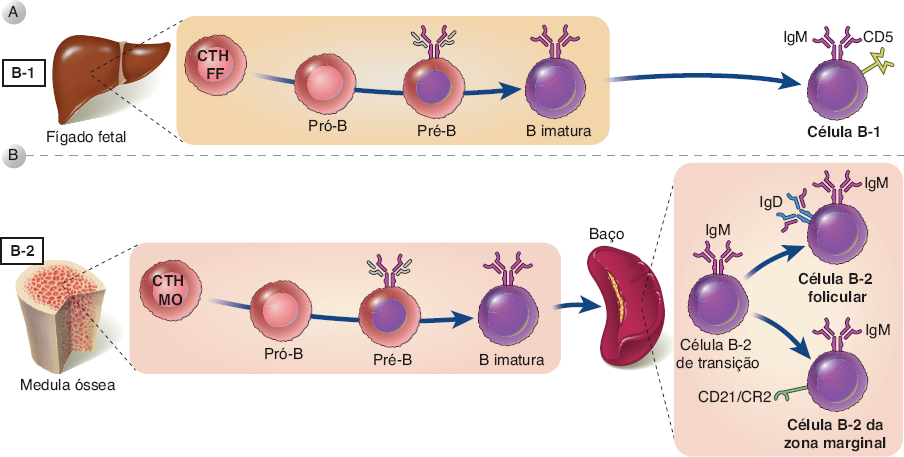 A
B-1
Fígado fetal
CTH
FF
Pró-B
Pré-B
B imatura
IgM
CD5
Célula B-1
B
B-2
Medula óssea
CTH
MO
Pró-B
Pré-B
B imatura
Baço
IgM
Célula B-2
de transição
IgD
IgM
Célula B-2
folicular
IgM
CD21/CR2
Célula B-2 da
zona marginal